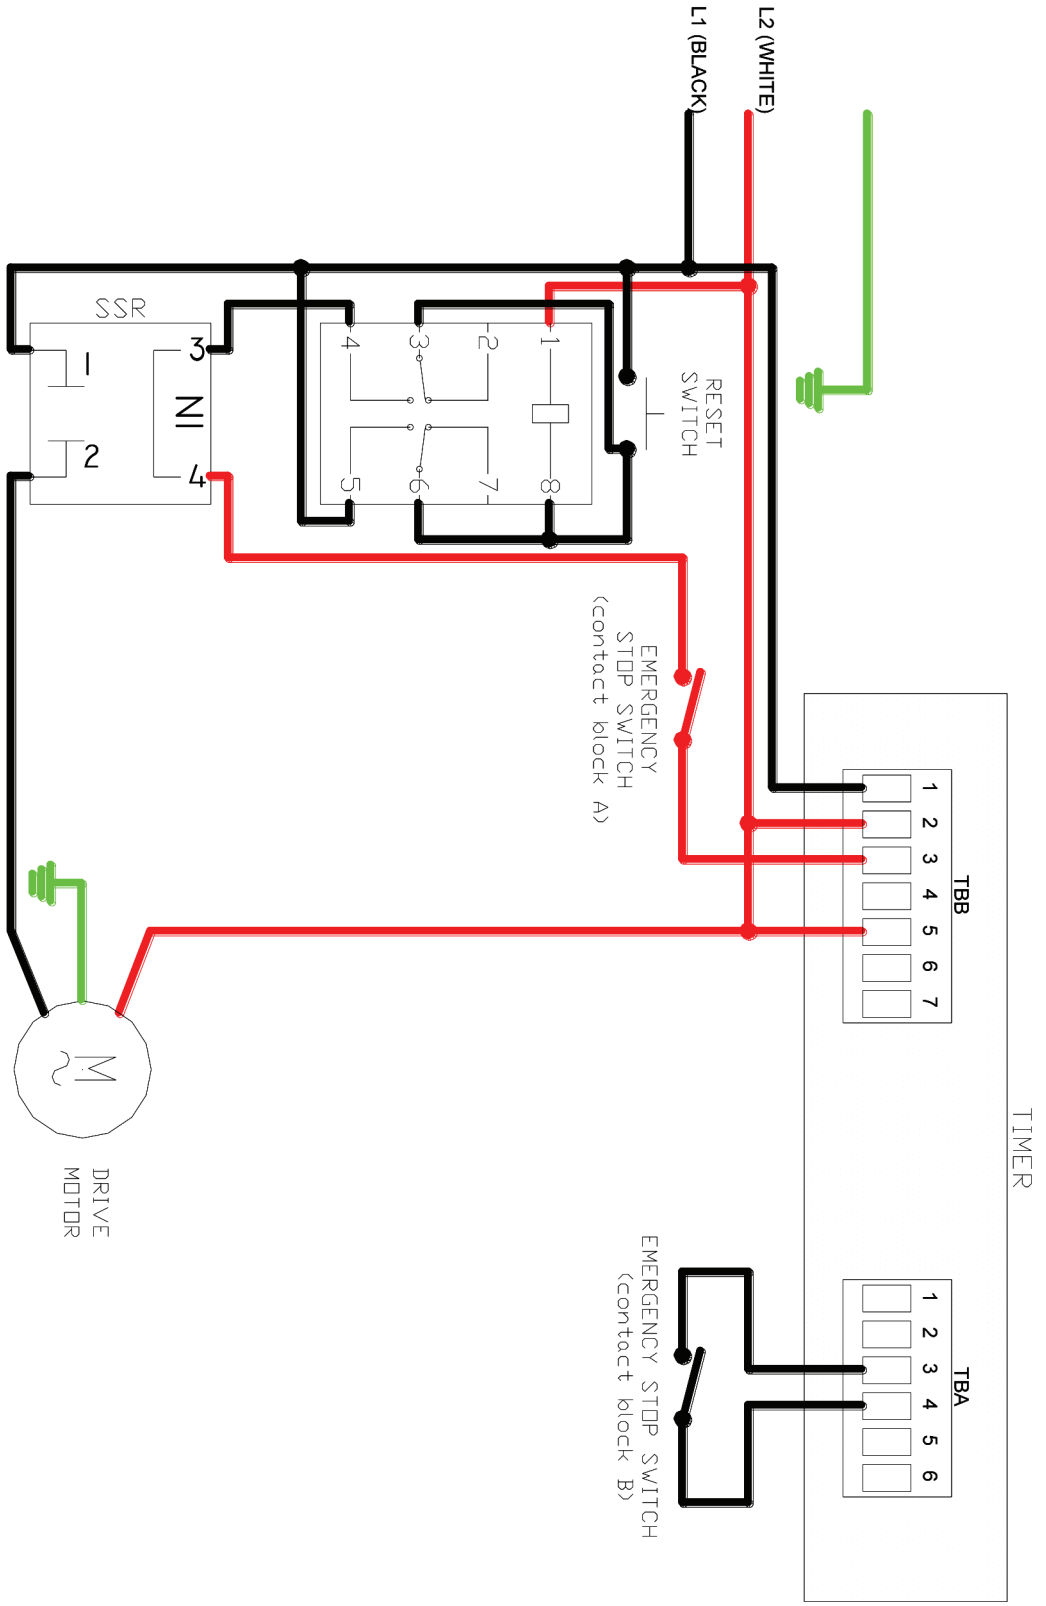 L2 (WHITE)
L1 (BLACK)
TIMER
TBB
1
2
3
4
5
6
7
TBA
1
2
3
4
5
6
RESET
SWITCH
EMERGENCY
STOP SWITCH
(contact block A)
EMERGENCY STOP SWITCH
(contact block B)
1
2
3
4
8
7
6
5
SSR
3
1
IN
4
2
M
DRIVE
MOTOR